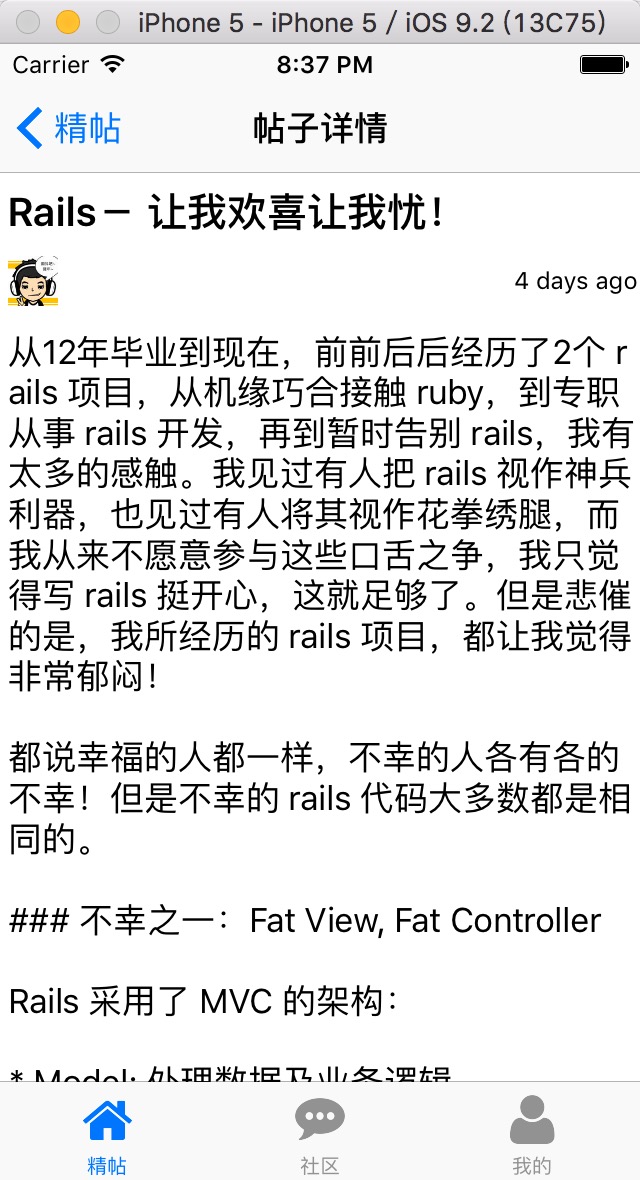 iPhone 5 - iPhone 5 / iOS 9.2 (13C75)
Carrier 8:37 PM
精帖 帖子详情
Rails－ 让我欢喜让我忧！
4 days ago
从12年毕业到现在，前前后后经历了2个 r
ails 项目，从机缘巧合接触 ruby，到专职
从事 rails 开发，再到暂时告别 rails，我有
太多的感触。我见过有人把 rails 视作神兵
利器，也见过有人将其视作花拳绣腿，而
我从来不愿意参与这些口舌之争，我只觉
得写 rails 挺开心，这就足够了。但是悲催
的是，我所经历的 rails 项目，都让我觉得
非常郁闷！
都说幸福的人都一样，不幸的人各有各的
不幸！但是不幸的 rails 代码大多数都是相
同的。
### 不幸之一：Fat View, Fat Controller
Rails 采用了 MVC 的架构：
* Model: 处理数据及业务逻辑
精帖 社区 我的